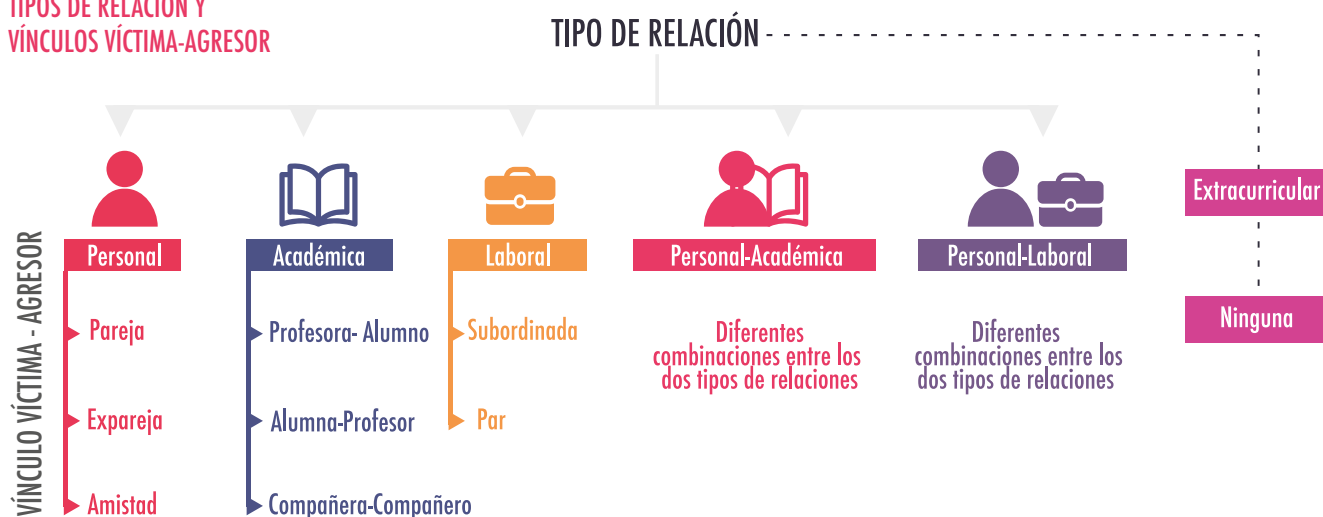 TIPOS DE RELACIÓN Y
VÍNCULOS VÍCTIMA-AGRESOR
TIPO DE RELACIÓN
Personal
Académica
Laboral
Personal-Académica
Personal-Laboral
Extracurricular
Ninguna
VÍNCULO VÍCTIMA - AGRESOR
Pareja
Expareja
Amistad
Profesora- Alumno
Alumna-Profesor
Compañera-Compañero
Subordinada
Par
Diferentes
combinaciones entre los
dos tipos de relaciones
Diferentes
combinaciones entre los
dos tipos de relaciones